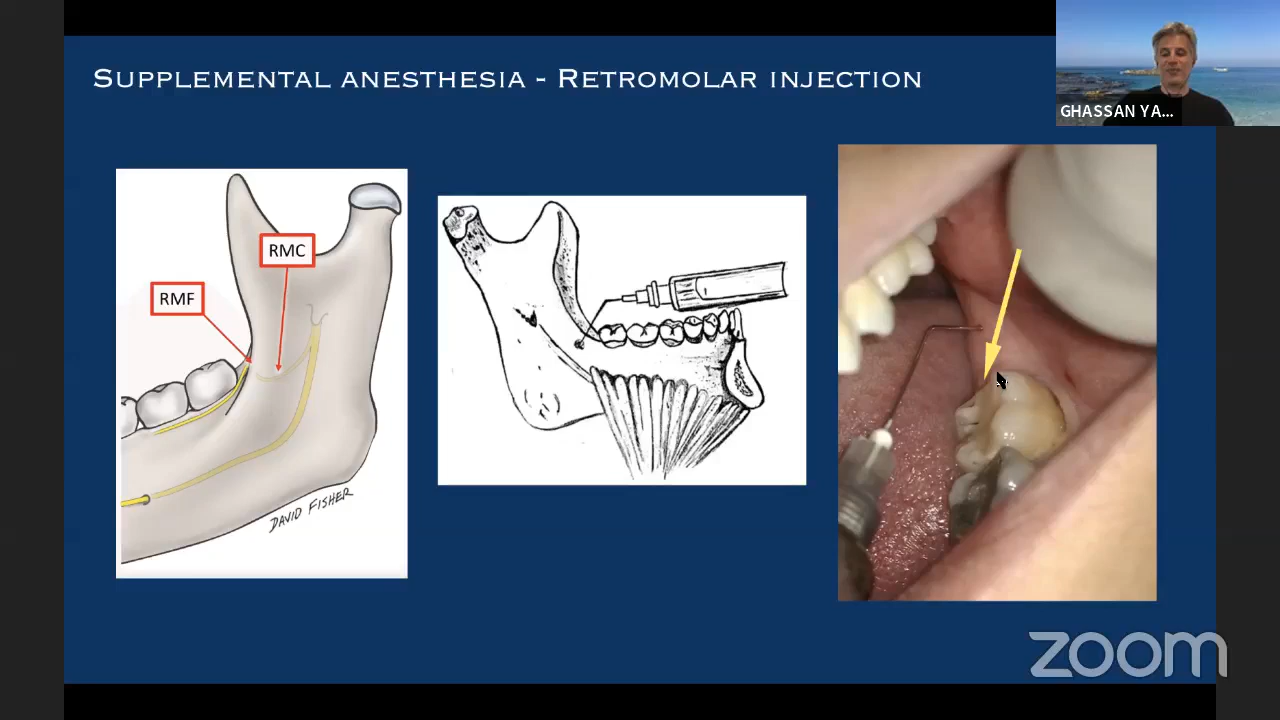 SUPPLEMENTAL ANESTHESIA - RETROMOLAR INJECTION
GHASSAN YA...
RMC
RMF
DAVID FISHER
zoom